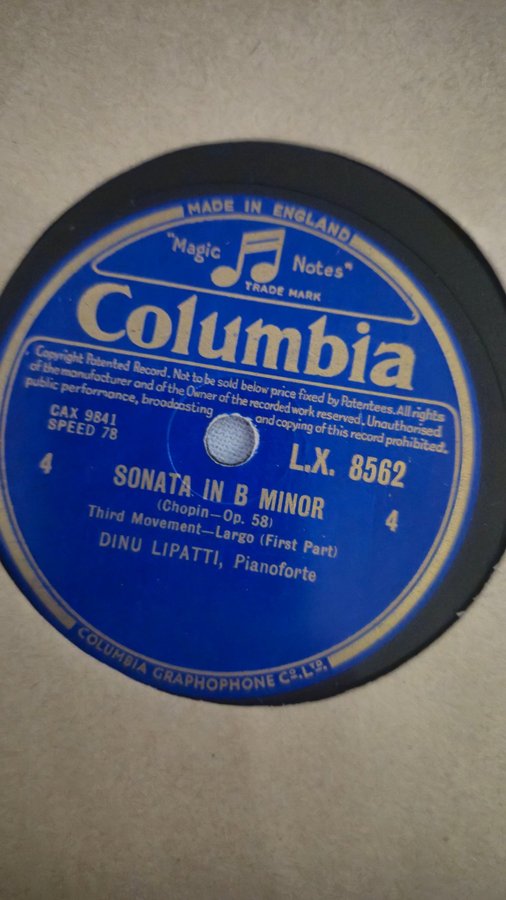 MADE IN ENGLAND
"Magic Notes"
TRADE MARK
Columbia
Copyright Patented Record. Not to be sold below price fixed by Patentees. All rights
of the manufacturer and of the Owner of the recorded work reserved. Unauthorised
public performance, broadcasting and copying of this record prohibited.
CAX 9841
SPEED 78
L.X. 8562
4
4
SONATA IN B MINOR
(Chopin—Op. 58)
Third Movement—Largo (First Part)
DINU LIPATTI, Pianoforte
COLUMBIA GRAPHOPHONE Co. LTD.